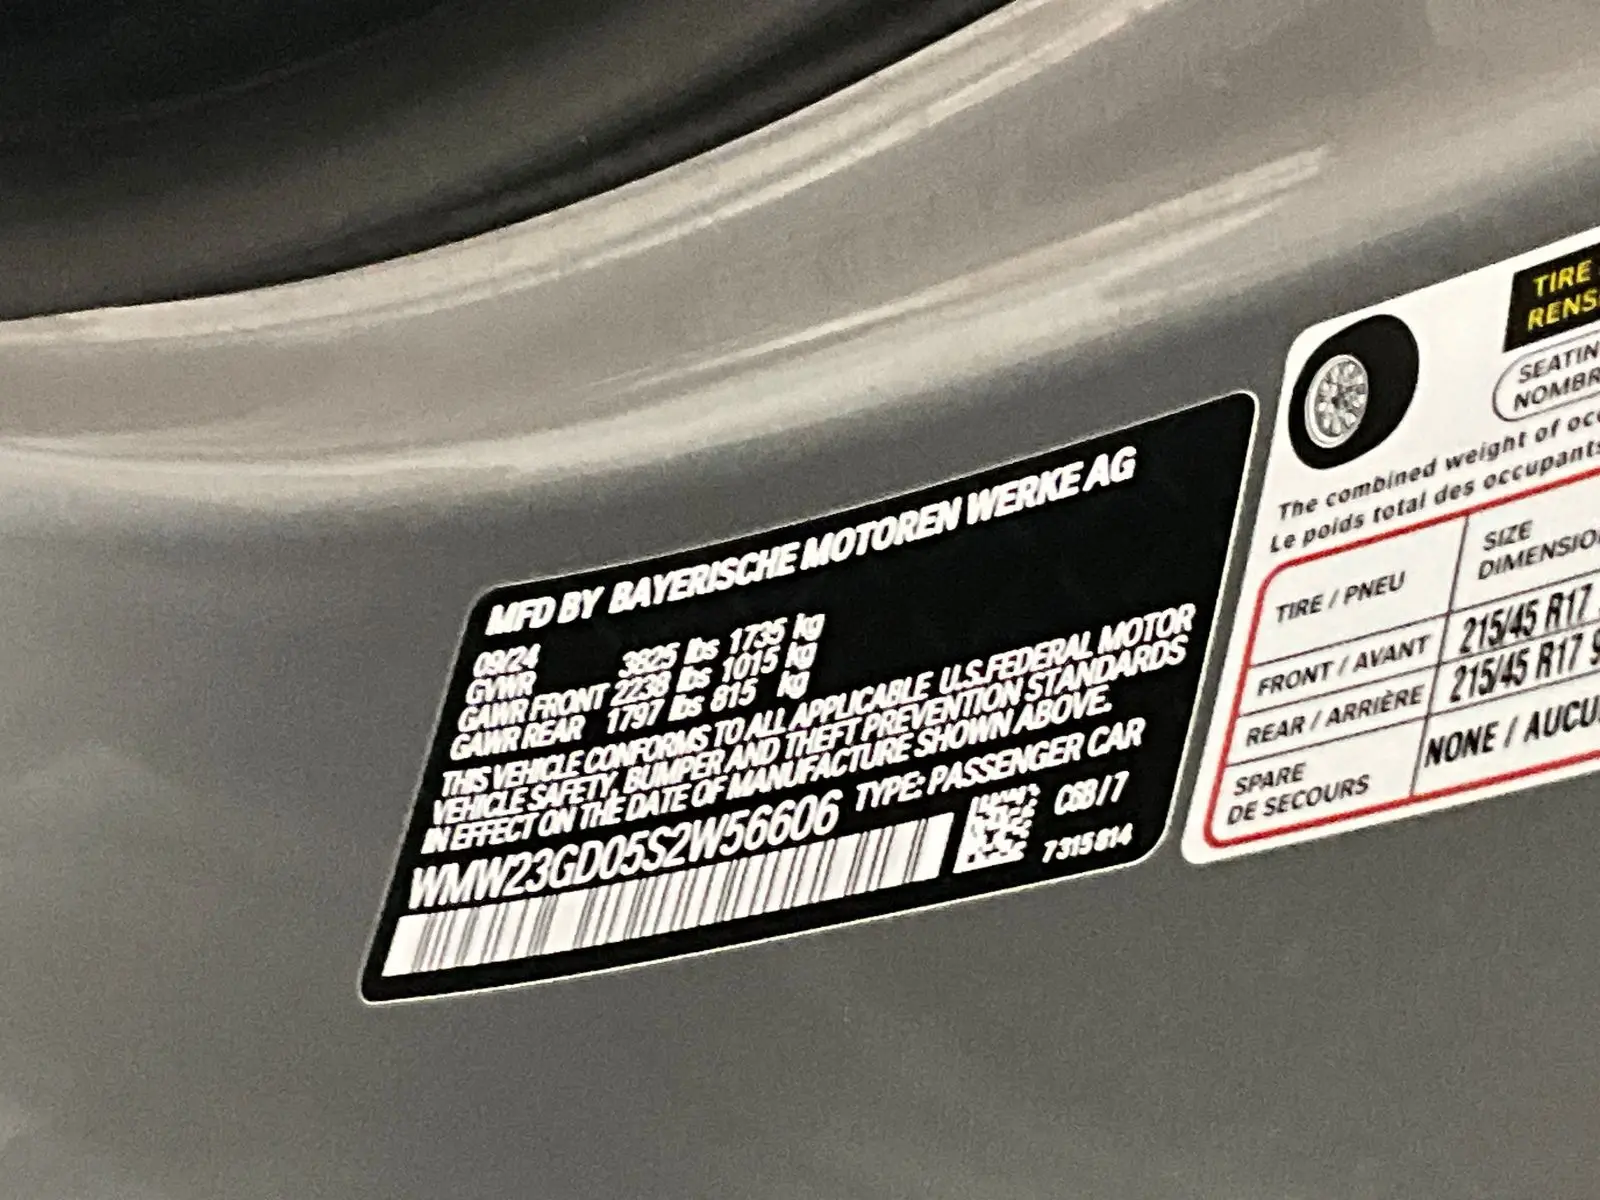 MFD BY BAYERISCHE MOTOREN WERKE AG
09/24
GVWR 3825 lbs 1735 kg
GAWR FRONT 2238 lbs 1015 kg
GAWR REAR 1797 lbs 815 kg
THIS VEHICLE CONFORMS TO ALL APPLICABLE U.S.FEDERAL MOTOR
VEHICLE SAFETY, BUMPER AND THEFT PREVENTION STANDARDS
IN EFFECT ON THE DATE OF MANUFACTURE SHOWN ABOVE.
WMW23GD05S2W56606 TYPE: PASSENGER CAR
C6B/7
7315814
TIRE
RENS
SEATIN
NOMBR
The combined weight of occ
Le poids total des occupants
TIRE / PNEU
SIZE
DIMENSIO
FRONT / AVANT 215/45 R17
REAR / ARRIÈRE 215/45 R17 9
SPARE
DE SECOURS
NONE / AUCU